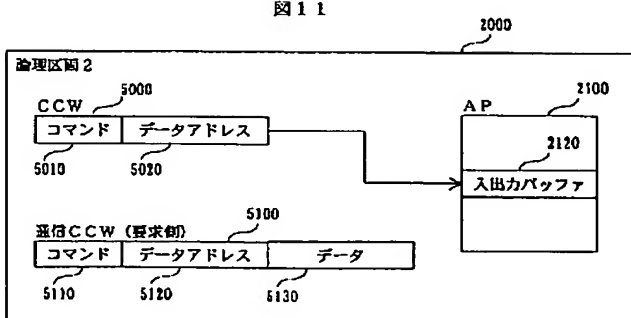 図11
2000
論理区画2
CCW 5000
コマンド データアドレス
5010 5020
AP 2100
2120
入出力バッファ
通信CCW(要求側) 5100
コマンド データアドレス データ
5110 5120 5130